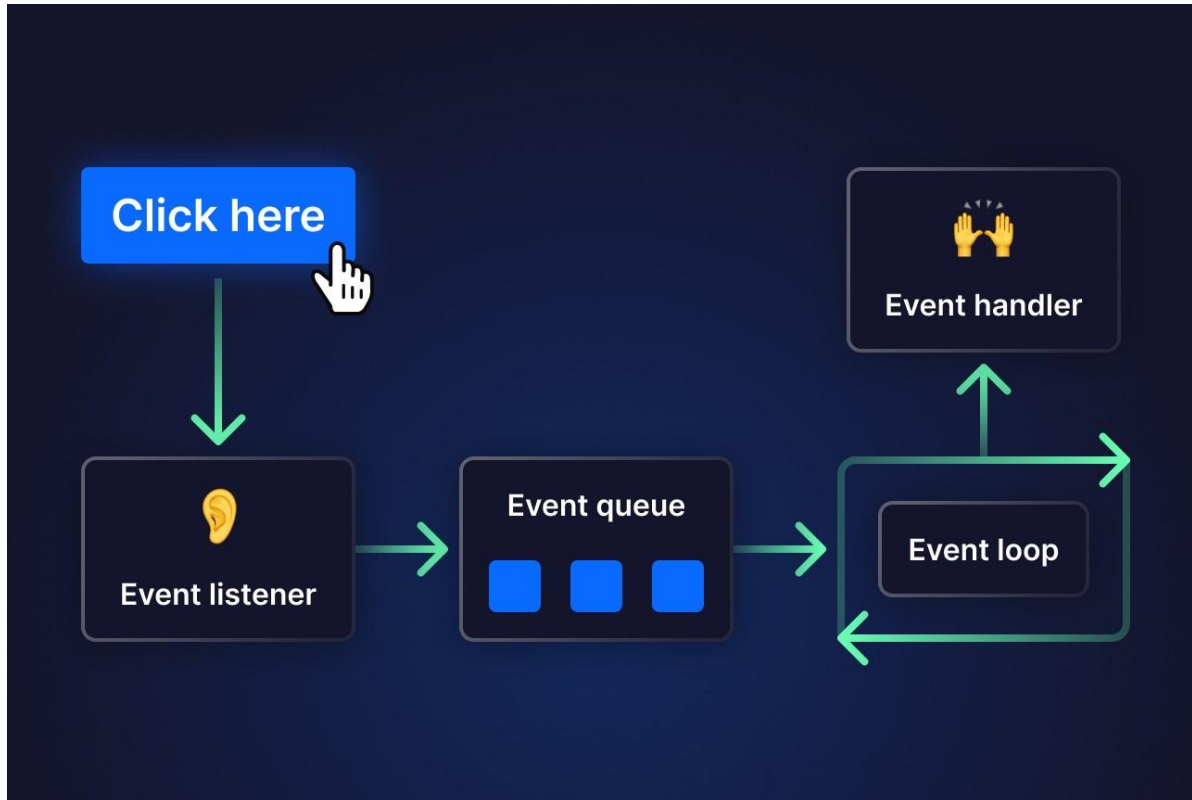 Click here
Event handler
Event queue
Event loop
Event listener